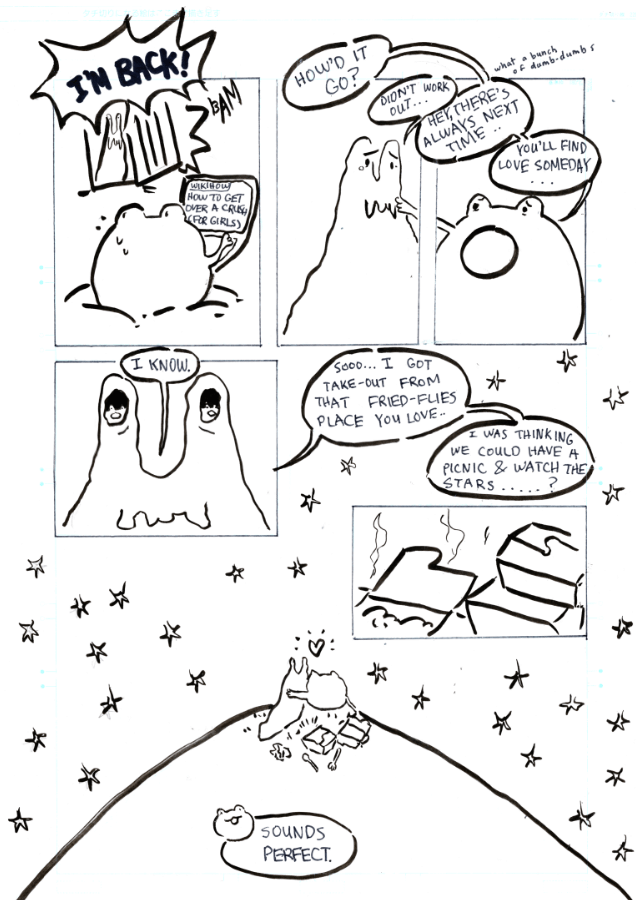 I'M BACK!
BAM
WIKIHOW
HOW TO GET
OVER A CRUSH
(FOR GIRLS)
HOW'D IT
GO?
DIDN'T WORK
OUT...
what a bunch
of dumb-dumbs
HEY, THERE'S
ALWAYS NEXT
TIME..
YOU'LL FIND
LOVE SOMEDAY
....
I KNOW.
SOOO... I GOT
TAKE-OUT FROM
THAT FRIED-FLIES
PLACE YOU LOVE..
I WAS THINKING
WE COULD HAVE A
PICNIC & WATCH THE
STARS.....?
SOUNDS
PERFECT.